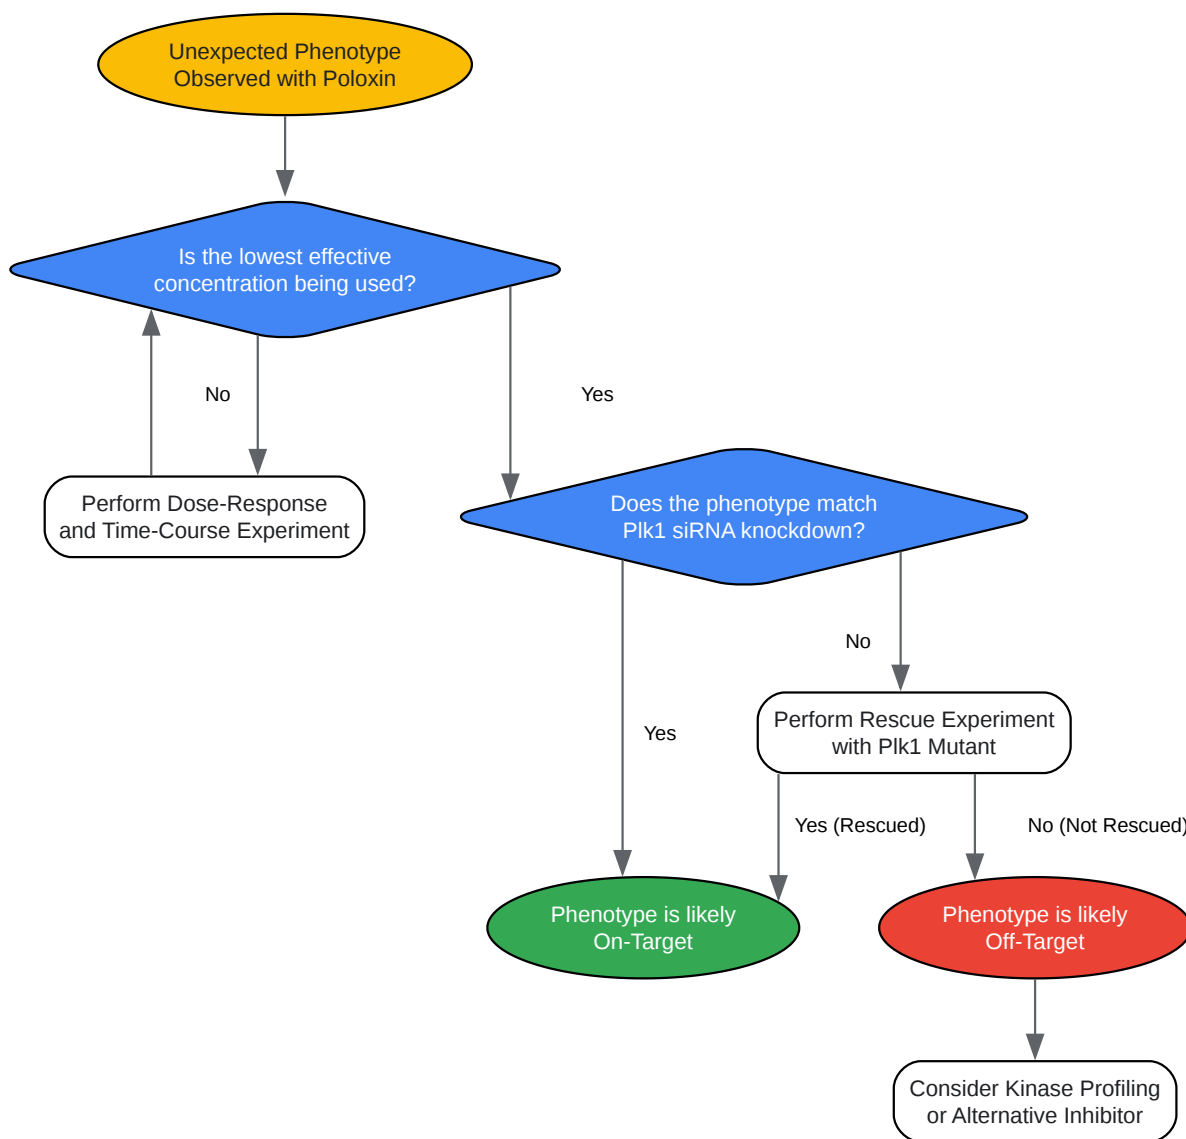 Unexpected Phenotype
Observed with Poloxin
Is the lowest effective
concentration being used?
No
Yes
Perform Dose-Response
and Time-Course Experiment
Does the phenotype match
Plk1 siRNA knockdown?
No
Perform Rescue Experiment
with Plk1 Mutant
Yes
Yes (Rescued)
No (Not Rescued)
Phenotype is likely
On-Target
Phenotype is likely
Off-Target
Consider Kinase Profiling
or Alternative Inhibitor